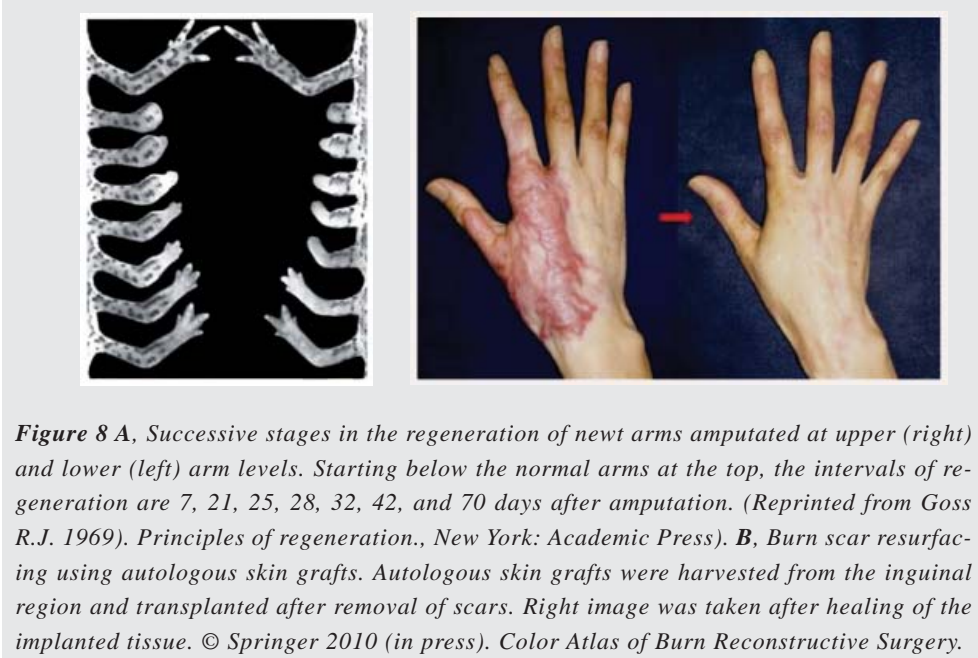 Figure 8 A, Successive stages in the regeneration of newt arms amputated at upper (right)
and lower (left) arm levels. Starting below the normal arms at the top, the intervals of re-
generation are 7, 21, 25, 28, 32, 42, and 70 days after amputation. (Reprinted from Goss
R.J. 1969). Principles of regeneration., New York: Academic Press). B, Burn scar resurfac-
ing using autologous skin grafts. Autologous skin grafts were harvested from the inguinal
region and transplanted after removal of scars. Right image was taken after healing of the
implanted tissue. © Springer 2010 (in press). Color Atlas of Burn Reconstructive Surgery.